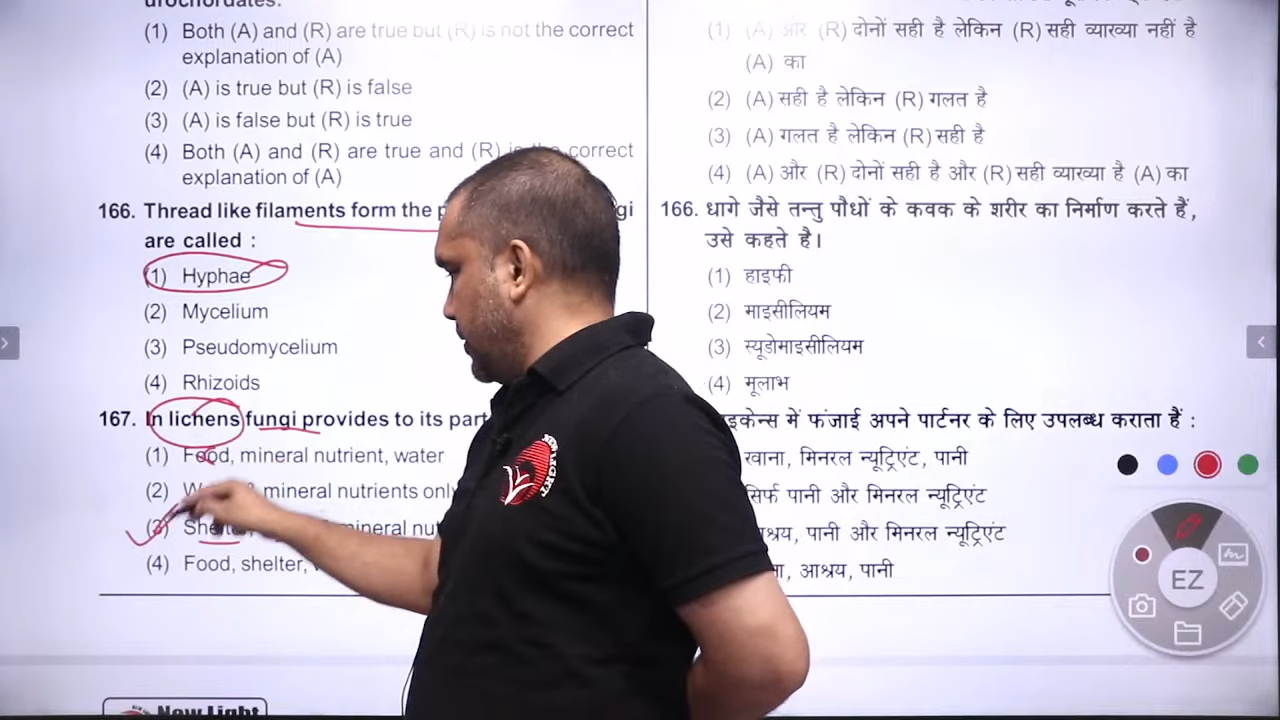 urochordates.
(1) Both (A) and (R) are true but (R) is not the correct
explanation of (A)
(2) (A) is true but (R) is false
(3) (A) is false but (R) is true
(4) Both (A) and (R) are true and (R) is the correct
explanation of (A)
166. Thread like filaments form the
are called :
(1) Hyphae
(2) Mycelium
(3) Pseudomycelium
(4) Rhizoids
167. In lichens fungi provides to its
(1) Food, mineral nutrient, water
(2) mineral nutrients only
(3) Shelter, mineral
(4) Food, shelter,
New Light
(1) (A) और (R) दोनों सही है लेकिन (R) सही व्याख्या नहीं है
(A) का
(2) (A) सही है लेकिन (R) गलत है
(3) (A) गलत है लेकिन (R) सही है
(4) (A) और (R) दोनों सही है और (R) सही व्याख्या है (A) का
166. धागे जैसे तन्तु पौधों के कवक के शरीर का निर्माण करते हैं,
उसे कहते है।
(1) हाइफी
(2) माइसीलियम
(3) स्यूडोमाइसीलियम
(4) मूलाभ
में फंजाई अपने पार्टनर के लिए उपलब्ध कराता हैं :
खाना, मिनरल न्यूट्रिएंट, पानी
सिर्फ पानी और मिनरल न्यूट्रिएंट
पानी और मिनरल न्यूट्रिएंट
आश्रय, पानी
EZ